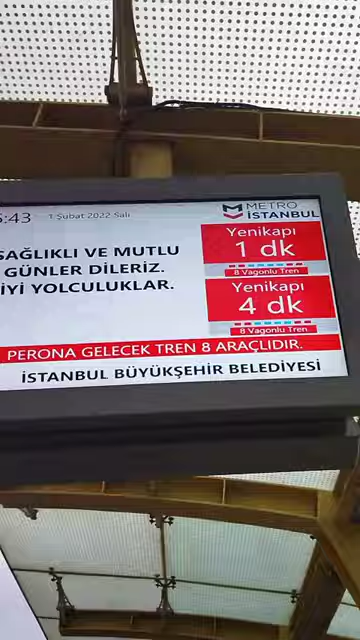 :43 1 Şubat 2022 Salı
METRO
İSTANBUL
SAĞLIKLI VE MUTLU
GÜNLER DİLERİZ.
İYİ YOLCULUKLAR.
Yenikapı
1 dk
8 Vagonlu Tren
Yenikapı
4 dk
8 Vagonlu Tren
PERONA GELECEK TREN 8 ARAÇLIDIR.
İSTANBUL BÜYÜKŞEHİR BELEDİYESİ